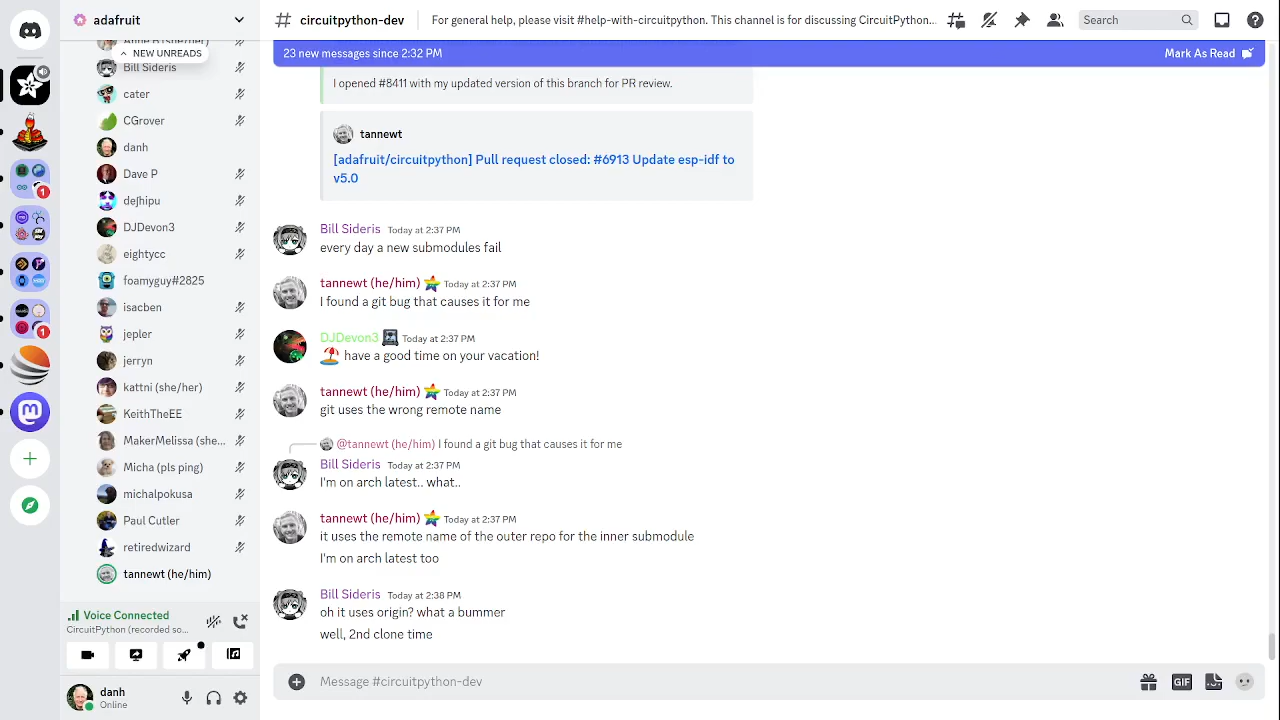 adafruit
NEW UNREADS
Bill Sideris
cater
CGrover
danh
Dave P
deʃhipu
DJDevon3
eightycc
foamyguy#2825
isacben
jepler
jerryn
kattni (she/her)
KeithTheEE
MakerMelissa (she...
Micha (pls ping)
michalpokusa
Paul Cutler
retiredwizard
tannewt (he/him)
Voice Connected
CircuitPython (recorded so...
danh
Online
1
1
# circuitpython-dev
For general help, please visit #help-with-circuitpython. This channel is for discussing CircuitPython...
Search
23 new messages since 2:32 PM
Mark As Read
I opened #8411 with my updated version of this branch for PR review.
tannewt
[adafruit/circuitpython] Pull request closed: #6913 Update esp-idf to
v5.0
Bill Sideris Today at 2:37 PM
every day a new submodules fail
tannewt (he/him) Today at 2:37 PM
I found a git bug that causes it for me
DJDevon3 Today at 2:37 PM
have a good time on your vacation!
tannewt (he/him) Today at 2:37 PM
git uses the wrong remote name
@tannewt (he/him) I found a git bug that causes it for me
Bill Sideris Today at 2:37 PM
I'm on arch latest.. what..
tannewt (he/him) Today at 2:37 PM
it uses the remote name of the outer repo for the inner submodule
I'm on arch latest too
Bill Sideris Today at 2:38 PM
oh it uses origin? what a bummer
well, 2nd clone time
Message #circuitpython-dev
GIF